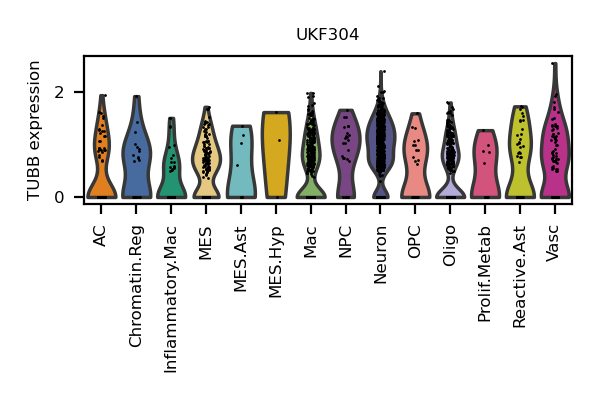 UKF304
TUBB expression
2
0
AC
Chromatin.Reg
Inflammatory.Mac
MES
MES.Ast
MES.Hyp
Mac
NPC
Neuron
OPC
Oligo
Prolif.Metab
Reactive.Ast
Vasc